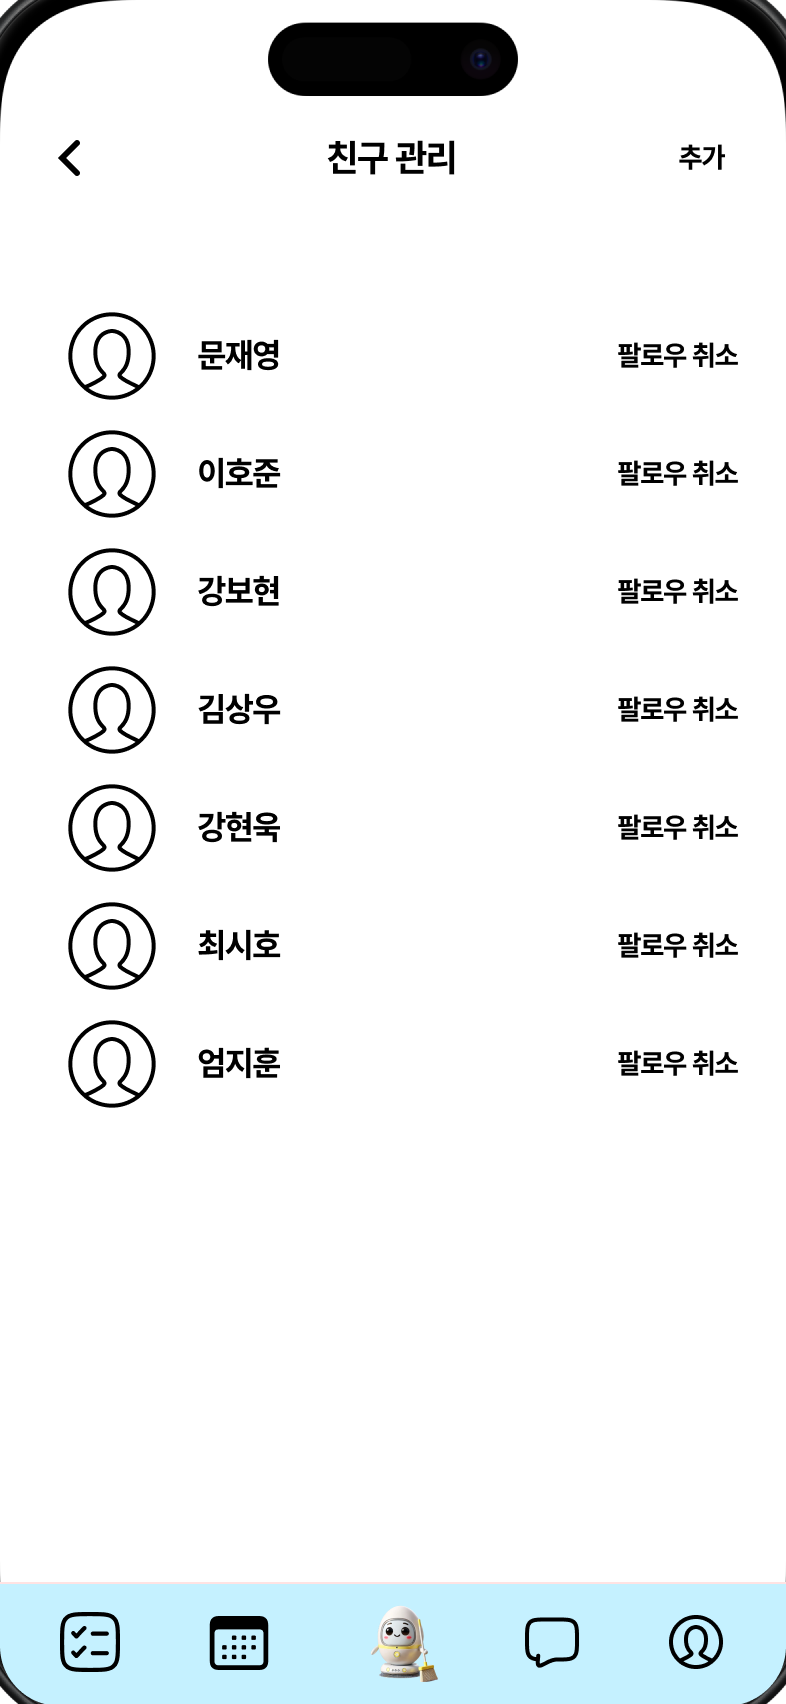 친구 관리 추가
문재영 팔로우 취소
이호준 팔로우 취소
강보현 팔로우 취소
김상우 팔로우 취소
강현욱 팔로우 취소
최시호 팔로우 취소
엄지훈 팔로우 취소